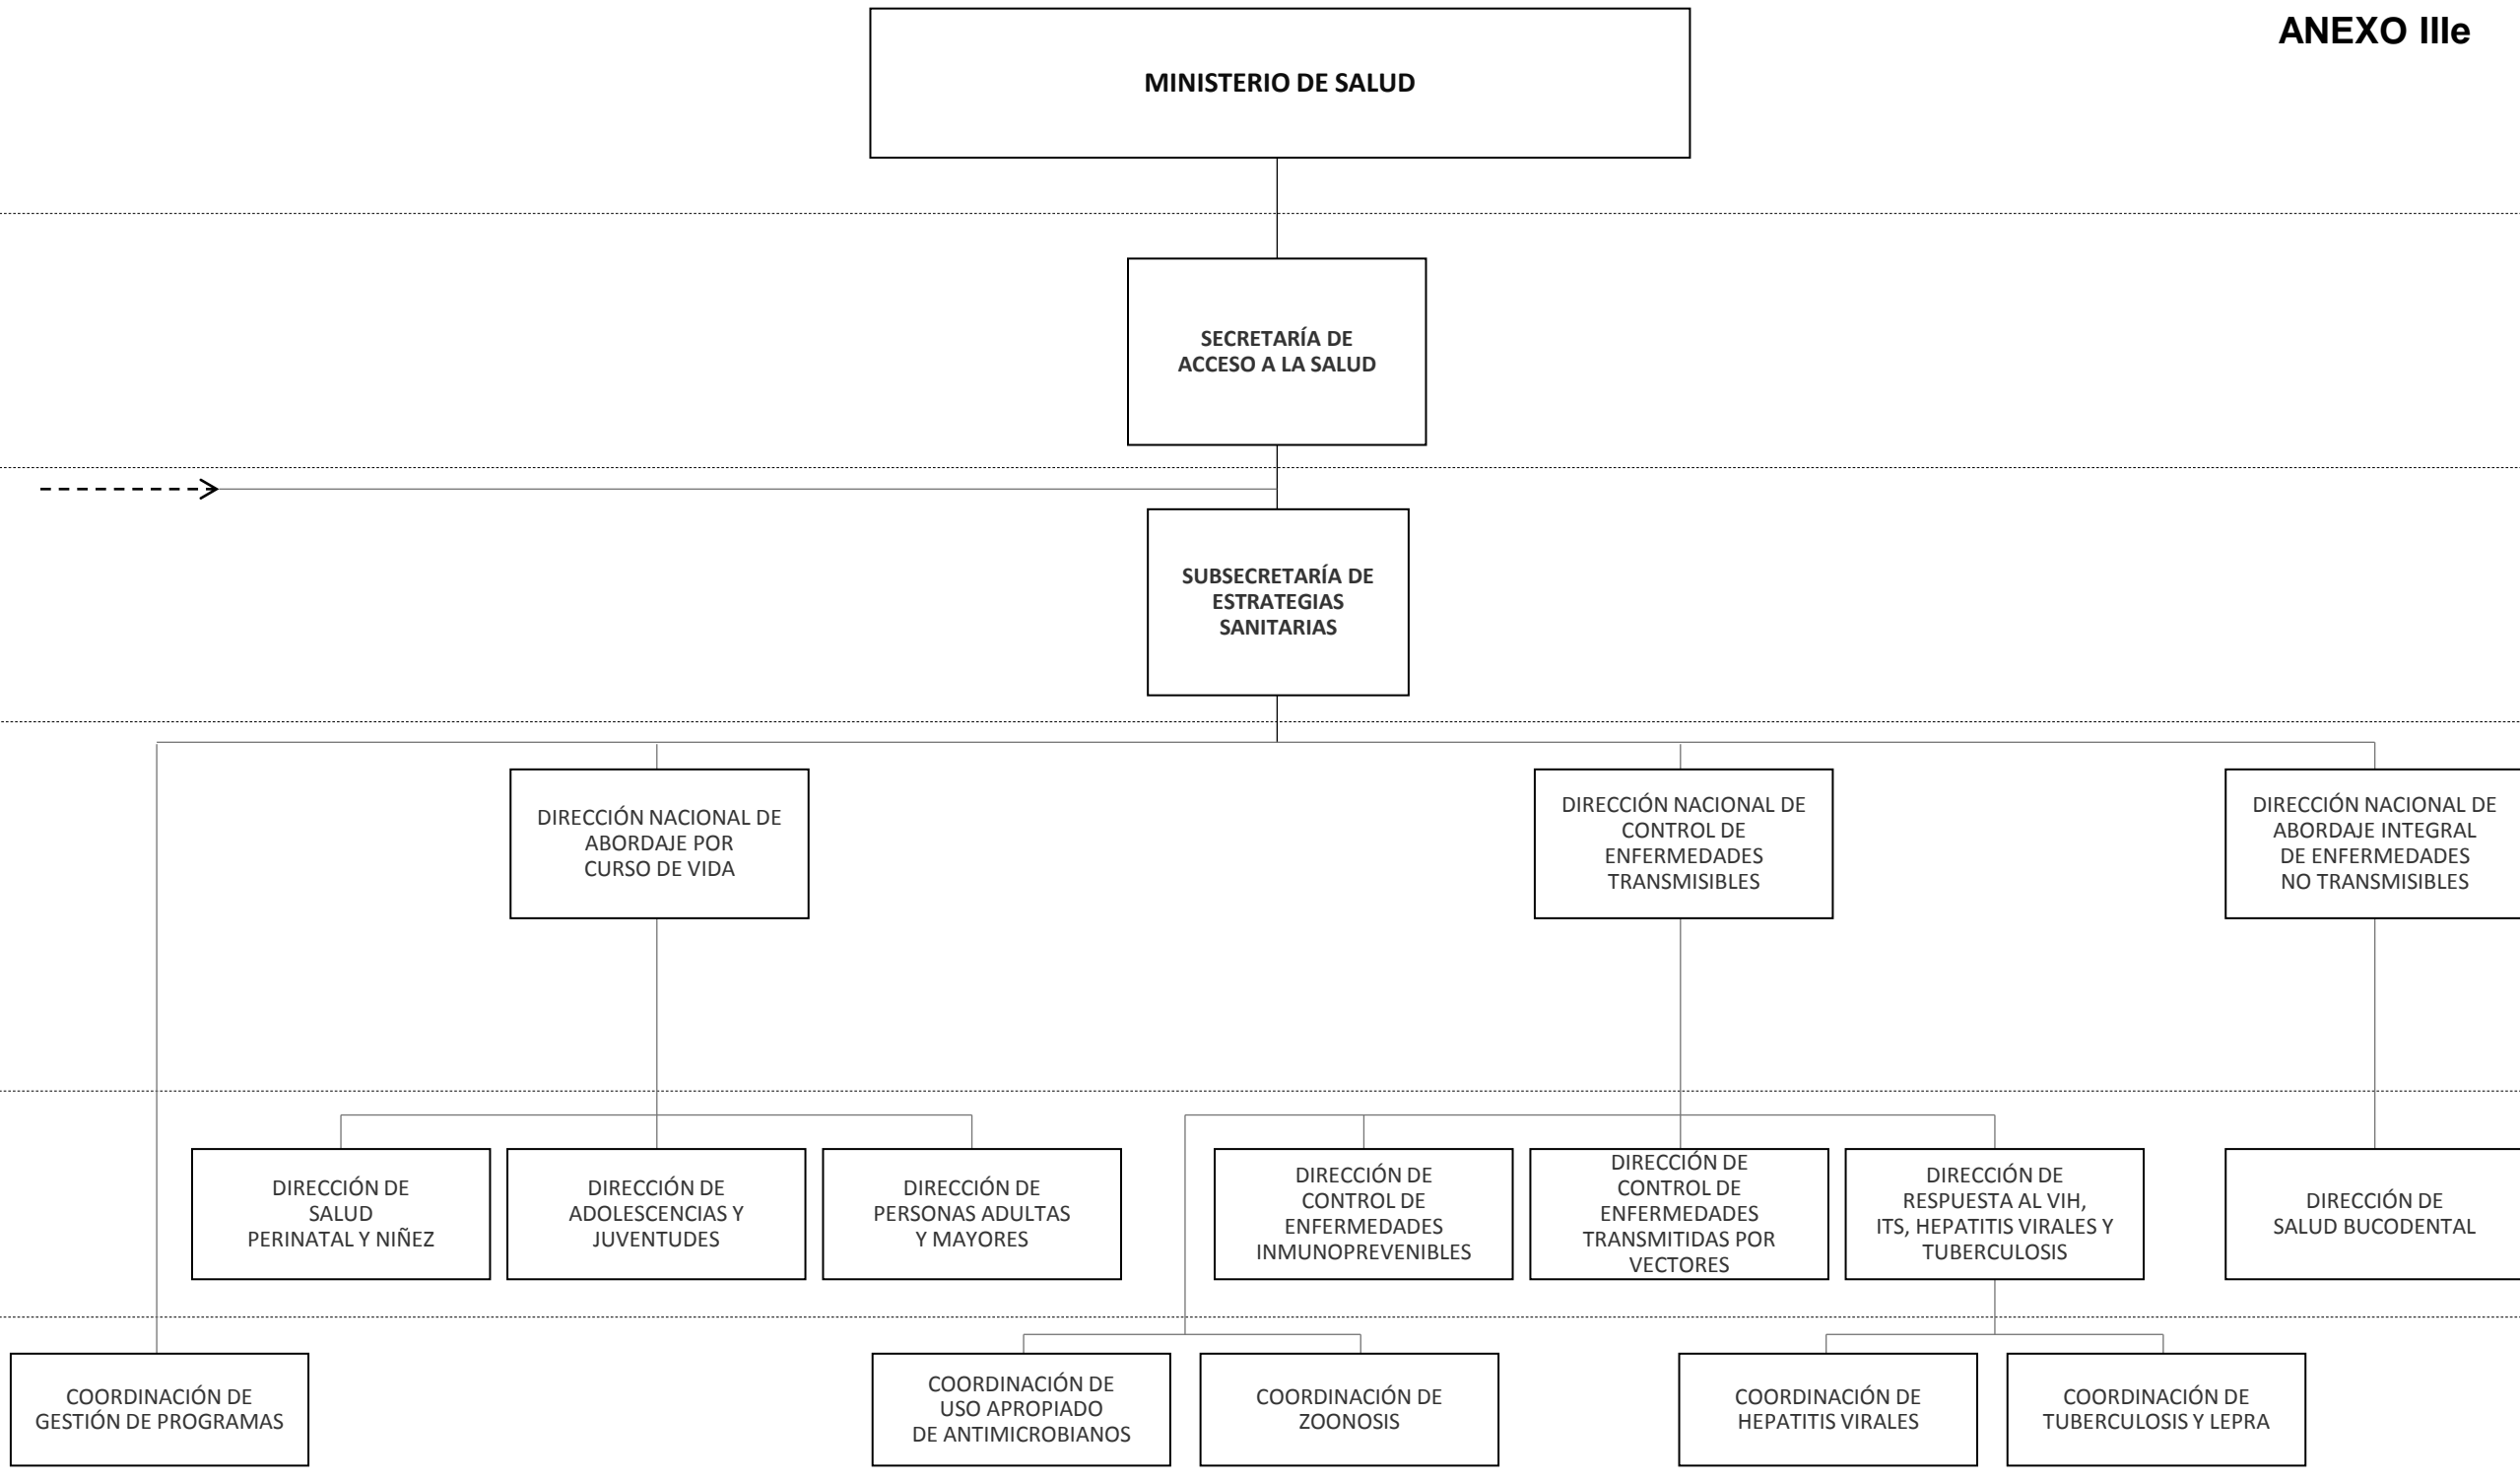 ANEXO IIIe
MINISTERIO DE SALUD
SECRETARÍA DE
ACCESO A LA SALUD
SUBSECRETARÍA DE
ESTRATEGIAS
SANITARIAS
DIRECCIÓN NACIONAL DE
ABORDAJE POR
CURSO DE VIDA
DIRECCIÓN NACIONAL DE
CONTROL DE
ENFERMEDADES
TRANSMISIBLES
DIRECCIÓN NACIONAL DE
ABORDAJE INTEGRAL
DE ENFERMEDADES
NO TRANSMISIBLES
DIRECCIÓN DE
SALUD
PERINATAL Y NIÑEZ
DIRECCIÓN DE
ADOLESCENCIAS Y
JUVENTUDES
DIRECCIÓN DE
PERSONAS ADULTAS
Y MAYORES
DIRECCIÓN DE
CONTROL DE
ENFERMEDADES
INMUNOPREVENIBLES
DIRECCIÓN DE
CONTROL DE
ENFERMEDADES
TRANSMITIDAS POR
VECTORES
DIRECCIÓN DE
RESPUESTA AL VIH,
ITS, HEPATITIS VIRALES Y
TUBERCULOSIS
DIRECCIÓN DE
SALUD BUCODENTAL
COORDINACIÓN DE
GESTIÓN DE PROGRAMAS
COORDINACIÓN DE
USO APROPIADO
DE ANTIMICROBIANOS
COORDINACIÓN DE
ZOONOSIS
COORDINACIÓN DE
HEPATITIS VIRALES
COORDINACIÓN DE
TUBERCULOSIS Y LEPRA